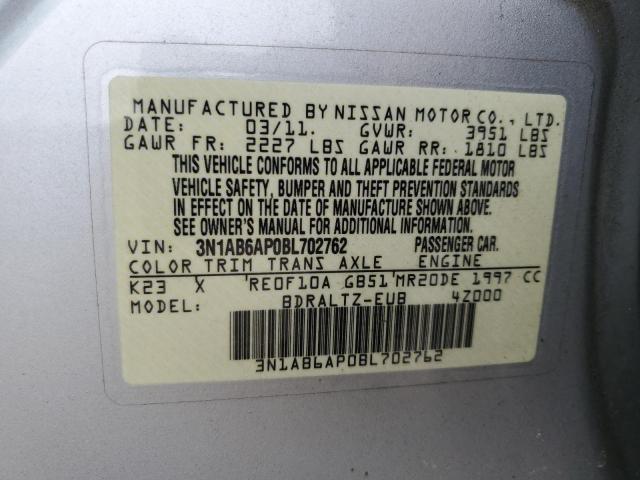 MANUFACTURED BY NISSAN MOTOR CO., LTD.
DATE: 03/11. GVWR: 3951 LBS
GAWR FR: 2227 LBS GAWR RR: 1810 LBS
THIS VEHICLE CONFORMS TO ALL APPLICABLE FEDERAL MOTOR
VEHICLE SAFETY, BUMPER AND THEFT PREVENTION STANDARDS
IN EFFECT ON THE DATE OF MANUFACTURE SHOWN ABOVE.
SEE OWNER'S MANUAL FOR ADDITIONAL INFORMATION.
VIN: 3N1AB6AP0BL702762 PASSENGER CAR.
COLOR TRIM TRANS AXLE ENGINE
K23 X 'RE0F10A GB51'MR20DE 1997 CC
MODEL: BDRALTZ-EUB 4Z000
3N1AB6AP0BL702762